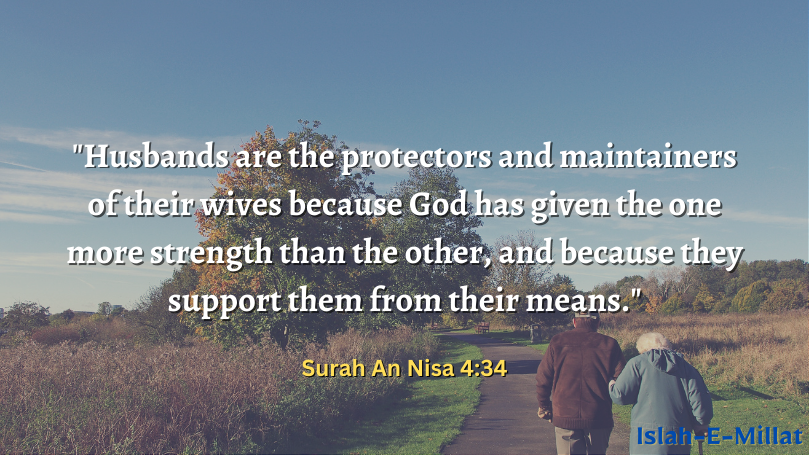 "Husbands are the protectors and maintainers
of their wives because God has given the one
more strength than the other, and because they
support them from their means."
Surah An Nisa 4:34
Islah-E-Millat